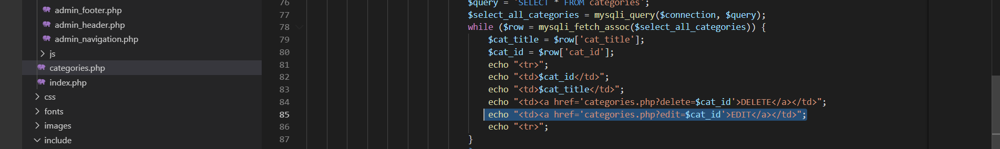 admin_footer.php
admin_header.php
admin_navigation.php
js
categories.php
index.php
css
fonts
images
include
76 $query = 'SELECT * FROM categories';
77 $select_all_categories = mysqli_query($connection, $query);
78 while ($row = mysqli_fetch_assoc($select_all_categories)) {
79 $cat_title = $row['cat_title'];
80 $cat_id = $row['cat_id'];
81 echo "<tr>";
82 echo "<td>$cat_id</td>";
83 echo "<td>$cat_title</td>";
84 echo "<td><a href='categories.php?delete=$cat_id'>DELETE</a></td>";
85 echo "<td><a href='categories.php?edit=$cat_id'>EDIT</a></td>";
86 echo "<tr>";
87 }